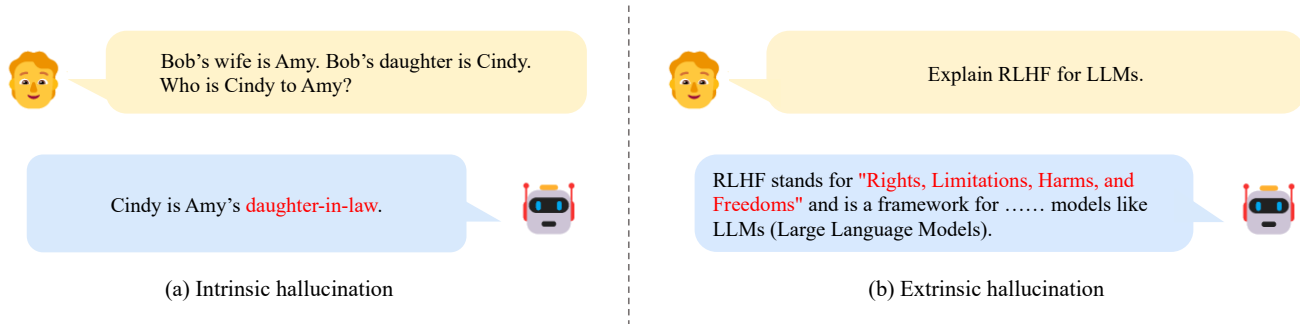 Bob’s wife is Amy. Bob’s daughter is Cindy.
Who is Cindy to Amy?
Cindy is Amy’s daughter-in-law.
(a) Intrinsic hallucination
Explain RLHF for LLMs.
RLHF stands for "Rights, Limitations, Harms, and
Freedoms" and is a framework for …… models like
LLMs (Large Language Models).
(b) Extrinsic hallucination